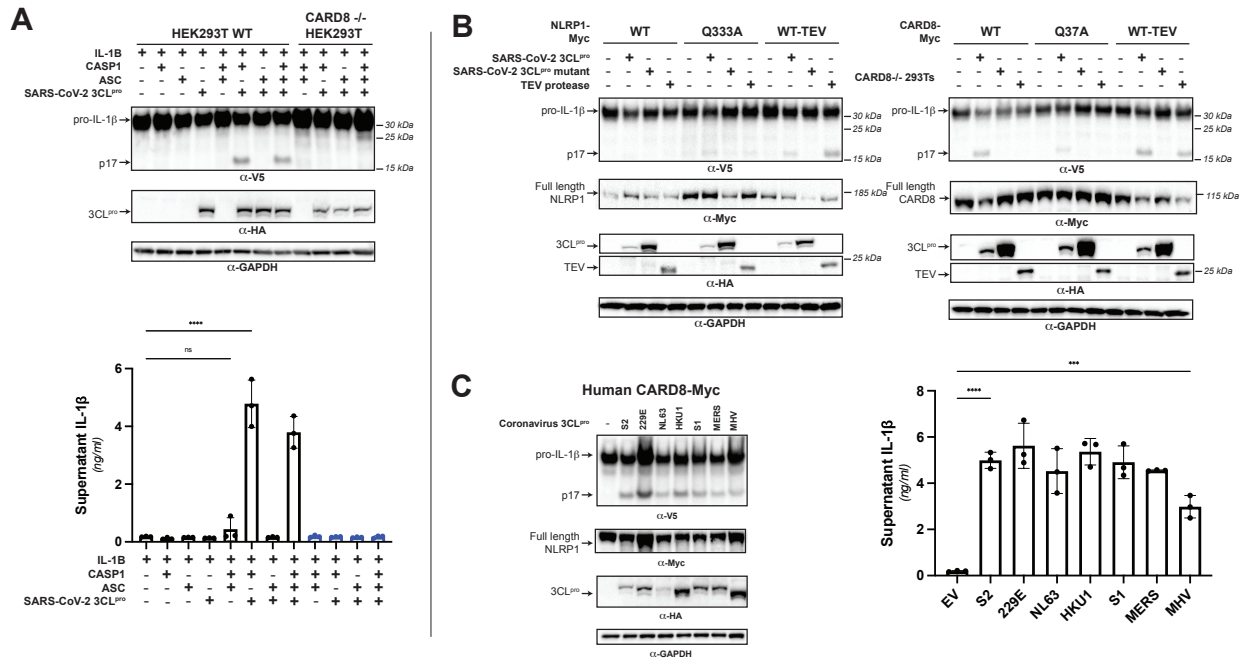 A
HEK293T WT
CARD8 -/-
HEK293T
IL-1B + + + + + + + + + + + +
CASP1 - + - - + + - + + + - +
ASC - - + - + - + + + - + +
SARS-CoV-2 3CLpro - - - + - + + + - + + +
pro-IL-1β
30 kDa
25 kDa
p17
15 kDa
α-V5
3CLpro
α-HA
α-GAPDH
****
ns
Supernatant IL-1β
(ng/ml)
6
4
2
0
IL-1B + + + + + + + + + + + +
CASP1 - + - - + + - + + + - +
ASC - - + - + - + + + - + +
SARS-CoV-2 3CLpro - - - + - + + + - + + +
B
NLRP1-
Myc
WT
Q333A
WT-TEV
SARS-CoV-2 3CLpro - + - - - + - - - + - -
SARS-CoV-2 3CLpro mutant - - + - - - + - - - + -
TEV protease - - - + - - - + - - - +
pro-IL-1β
30 kDa
25 kDa
p17
15 kDa
α-V5
Full length
NLRP1
185 kDa
α-Myc
3CLpro
TEV
25 kDa
α-HA
α-GAPDH
CARD8-
Myc
WT
Q37A
WT-TEV
- + - - - + - - - + - -
- - + - - - + - - - + -
CARD8-/- 293Ts
- - - + - - - + - - - +
pro-IL-1β
30 kDa
25 kDa
p17
15 kDa
α-V5
Full length
CARD8
115 kDa
α-Myc
3CLpro
TEV
25 kDa
α-HA
α-GAPDH
C
Human CARD8-Myc
Coronavirus 3CLpro
- S2 229E NL63 HKU1 S1 MERS MHV
pro-IL-1β
p17
α-V5
Full length
NLRP1
α-Myc
3CLpro
α-HA
α-GAPDH
***
****
Supernatant IL-1β
(ng/ml)
8
6
4
2
0
EV S2 229E NL63 HKU1 S1 MERS MHV